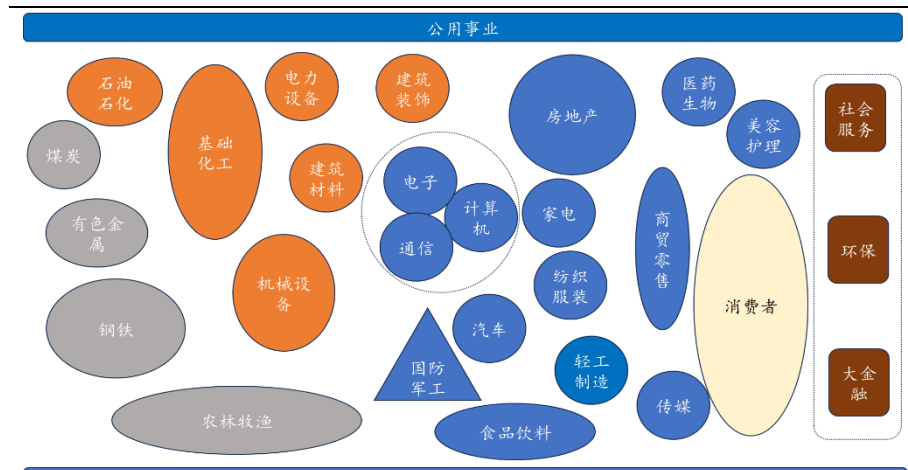 公用事业
石油
石化
电力
设备
建筑
装饰
医药
生物
社会
服务
房地产
美容
护理
煤炭
基础
化工
建筑
材料
电子
计算
机
通信
家电
商
贸
零
售
有色金
属
环保
机械设
备
纺织
服装
消费者
钢铁
汽车
国防
军工
轻工
制造
大金
融
传媒
农林牧渔
食品饮料